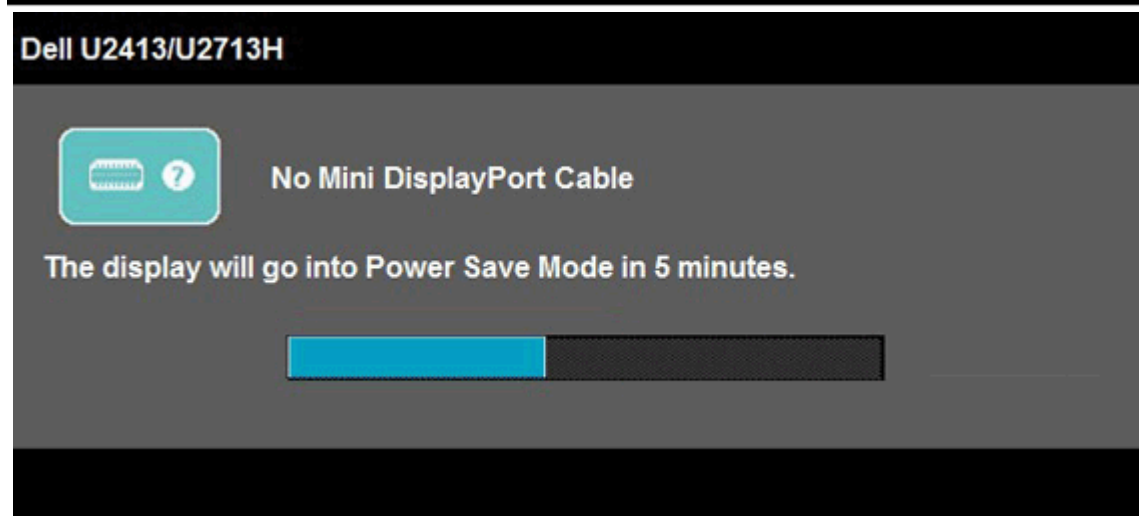 Dell U2413/U2713H
?
No Mini DisplayPort Cable
The display will go into Power Save Mode in 5 minutes.